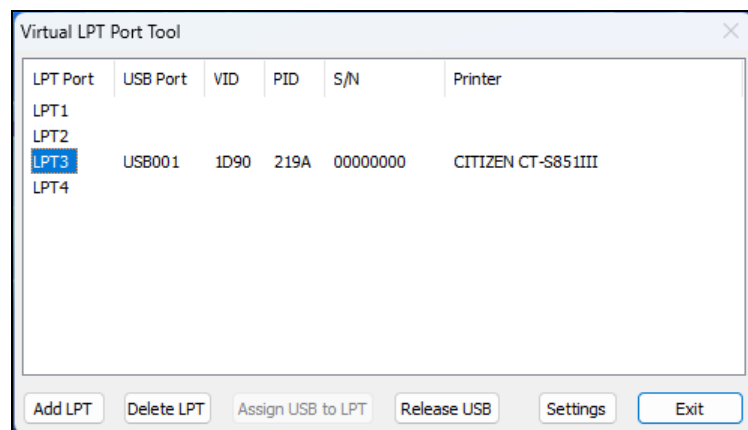 Virtual LPT Port Tool
LPT Port USB Port VID PID S/N Printer
LPT1
LPT2
LPT3 USB001 1D90 219A 00000000 CITIZEN CT-S851III
LPT4
Add LPT Delete LPT Assign USB to LPT Release USB Settings Exit